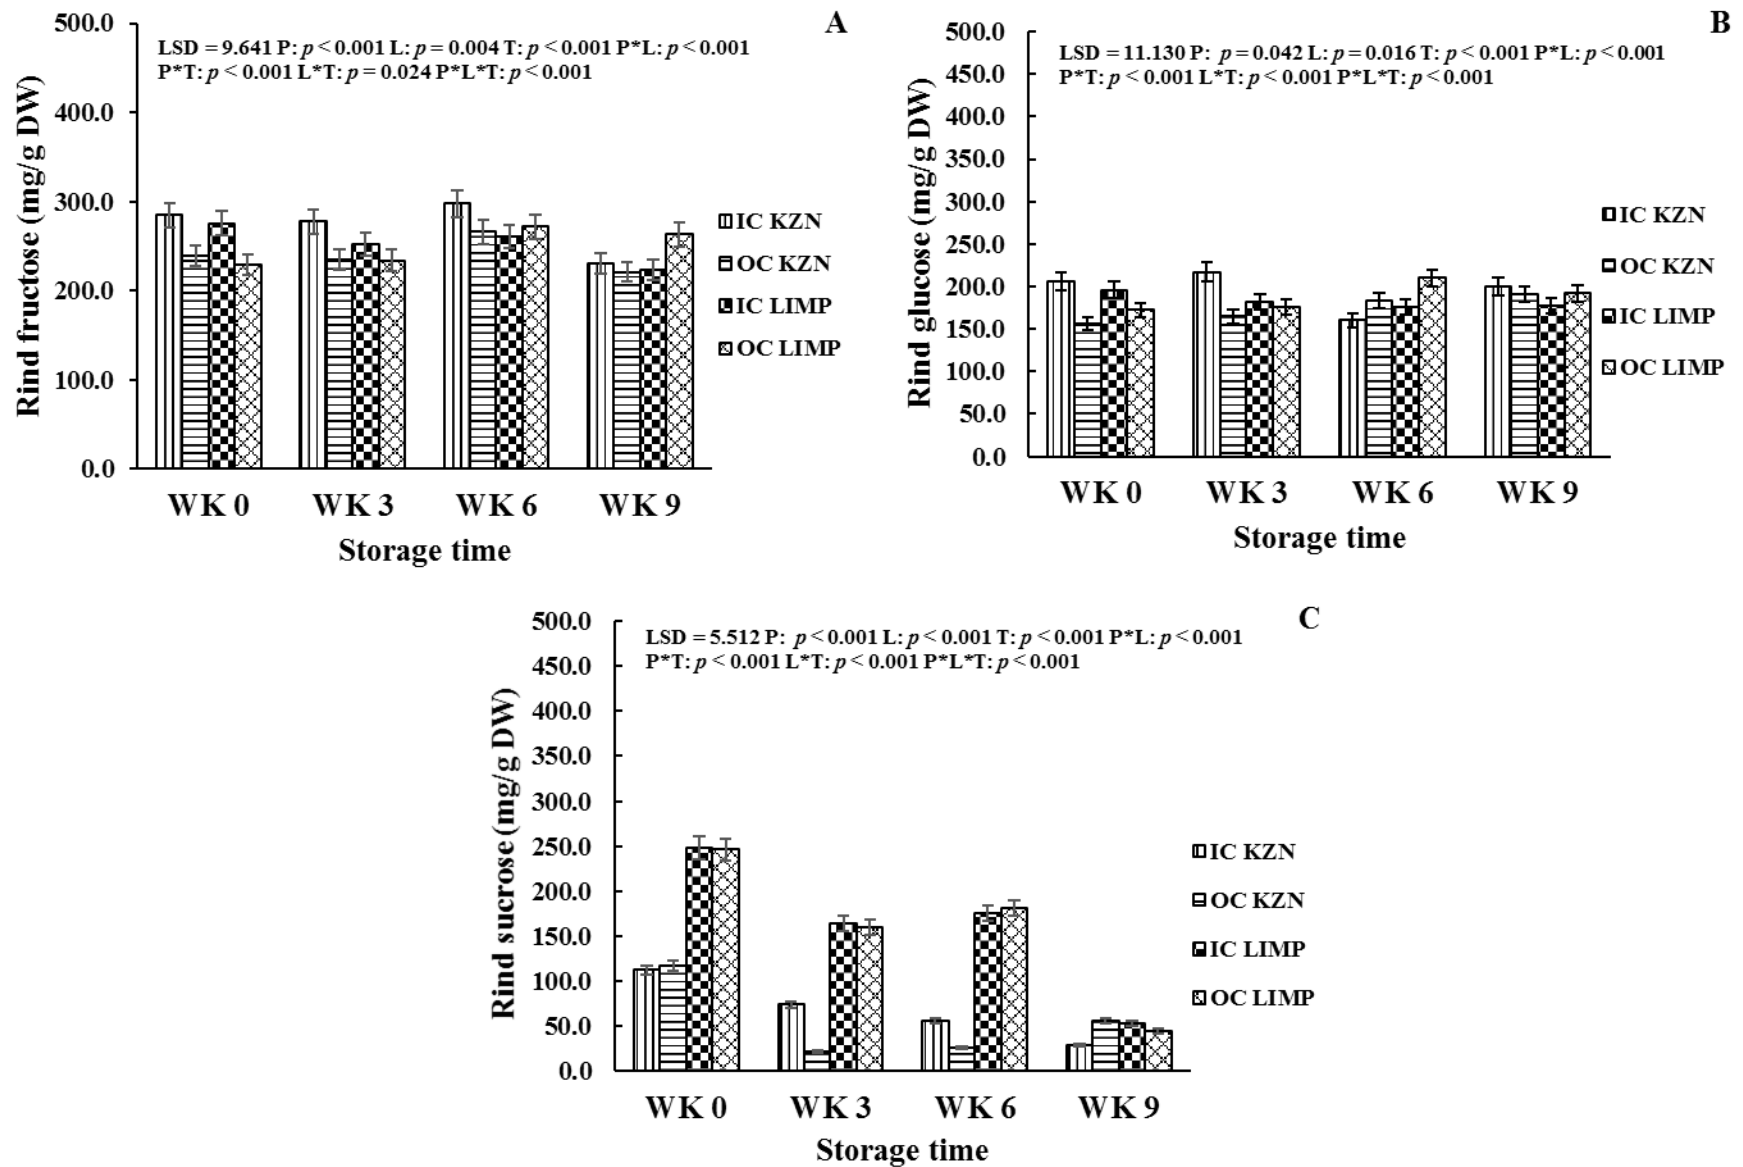 A
LSD = 9.641 P: p < 0.001 L: p = 0.004 T: p < 0.001 P*L: p < 0.001
P*T: p < 0.001 L*T: p = 0.024 P*L*T: p < 0.001
Rind fructose (mg/g DW)
500.0
400.0
300.0
200.0
100.0
0.0
WK 0 WK 3 WK 6 WK 9
Storage time
IC KZN
OC KZN
IC LIMP
OC LIMP
B
LSD = 11.130 P: p = 0.042 L: p = 0.016 T: p < 0.001 P*L: p < 0.001
P*T: p < 0.001 L*T: p < 0.001 P*L*T: p < 0.001
Rind glucose (mg/g DW)
500.0
450.0
400.0
350.0
300.0
250.0
200.0
150.0
100.0
50.0
0.0
WK 0 WK 3 WK 6 WK 9
Storage time
IC KZN
OC KZN
IC LIMP
OC LIMP
C
LSD = 5.512 P: p < 0.001 L: p < 0.001 T: p < 0.001 P*L: p < 0.001
P*T: p < 0.001 L*T: p < 0.001 P*L*T: p < 0.001
Rind sucrose (mg/g DW)
500.0
450.0
400.0
350.0
300.0
250.0
200.0
150.0
100.0
50.0
0.0
WK 0 WK 3 WK 6 WK 9
Storage time
IC KZN
OC KZN
IC LIMP
OC LIMP